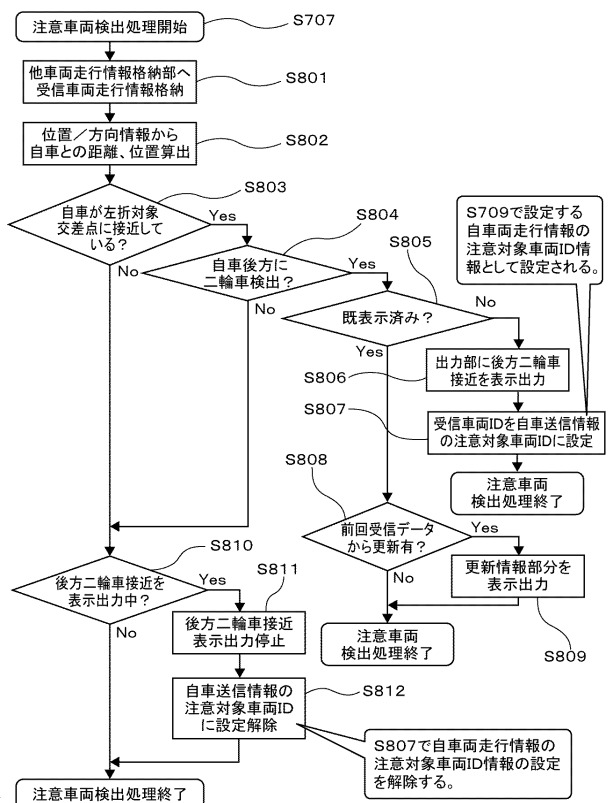 注意車両検出処理開始
S707
他車両走行情報格納部へ
受信車両走行情報格納
S801
位置／方向情報から
自車との距離、位置算出
S802
自車が左折対象
交差点に接近して
いる？
S803
Yes
No
自車後方に
二輪車検出？
S804
Yes
No
既表示済み？
S805
No
Yes
S709で設定する
自車両走行情報の
注意対象車両ID情
報として設定される。
出力部に後方二輪車
接近を表示出力
S806
受信車両IDを自車送信情報
の注意対象車両IDに設定
S807
注意車両
検出処理終了
前回受信データ
から更新有？
S808
Yes
No
更新情報部分を
表示出力
S809
注意車両
検出処理終了
後方二輪車接近を
表示出力中？
S810
Yes
No
後方二輪車接近
表示出力停止
S811
自車送信情報の
注意対象車両ID
に設定解除
S812
S807で自車両走行情報の
注意対象車両ID情報の設定
を解除する。
注意車両検出処理終了